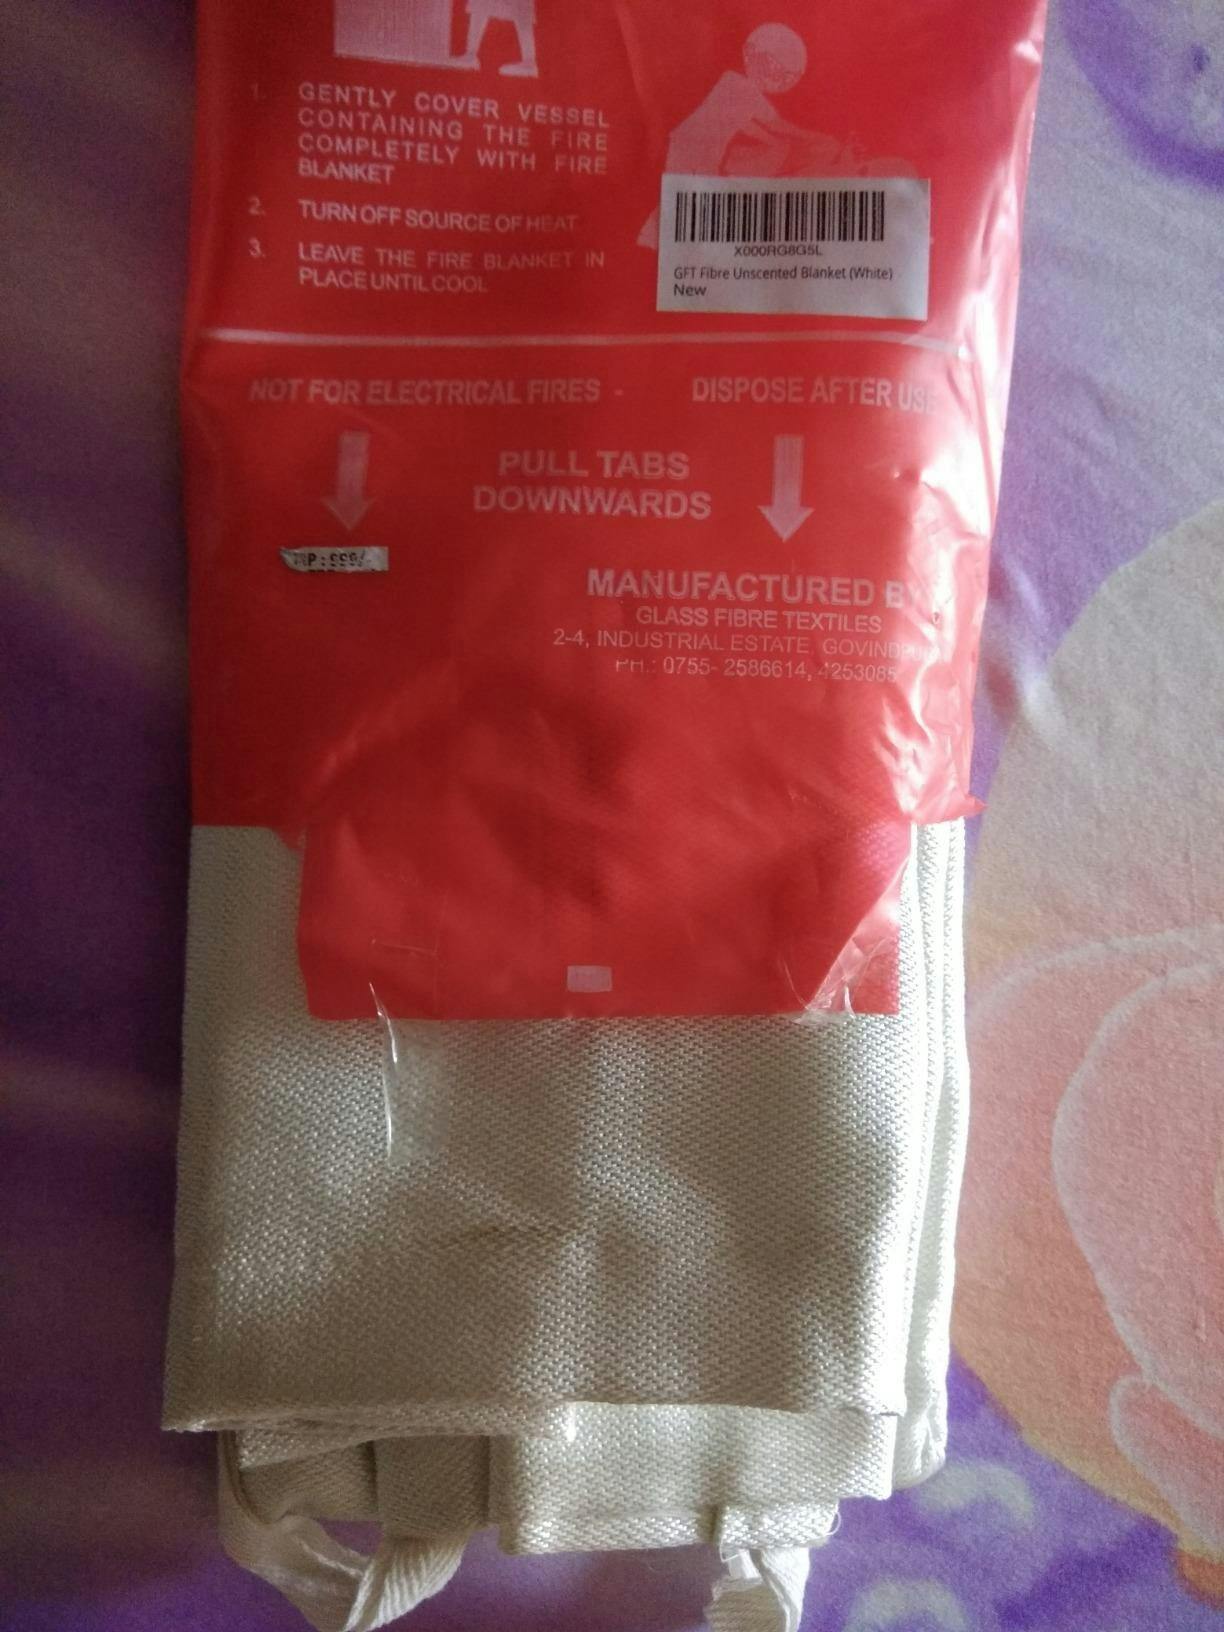 1. GENTLY COVER VESSEL
CONTAINING THE FIRE
COMPLETELY WITH FIRE
BLANKET
2. TURN OFF SOURCE OF HEAT
3. LEAVE THE FIRE BLANKET IN
PLACE UNTIL COOL
X000RG8G5L
GFT Fibre Unscented Blanket (White)
New
NOT FOR ELECTRICAL FIRES - DISPOSE AFTER USE
PULL TABS
DOWNWARDS
MANUFACTURED BY
GLASS FIBRE TEXTILES
2-4, INDUSTRIAL ESTATE, GOVINDPURA
PH.: 0755- 2586614, 4253085